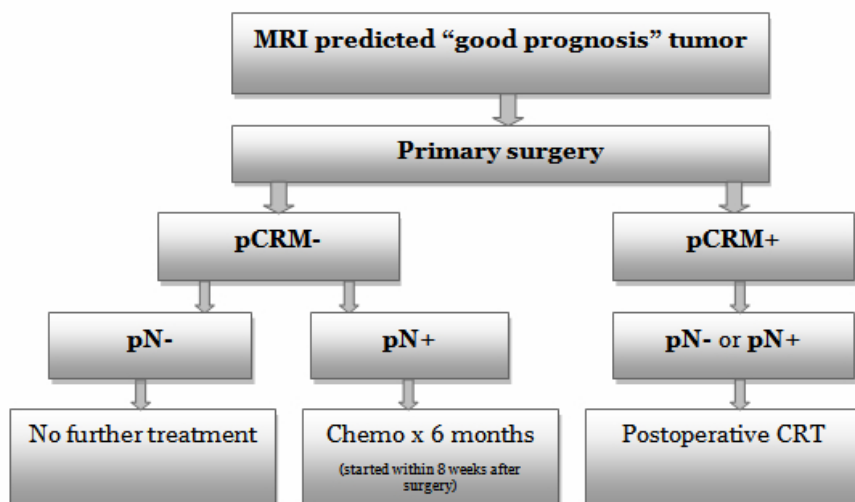 MRI predicted “good prognosis” tumor
Primary surgery
pCRM-
pCRM+
pN-
pN+
pN- or pN+
No further treatment
Chemo x 6 months
(started within 8 weeks after
surgery)
Postoperative CRT